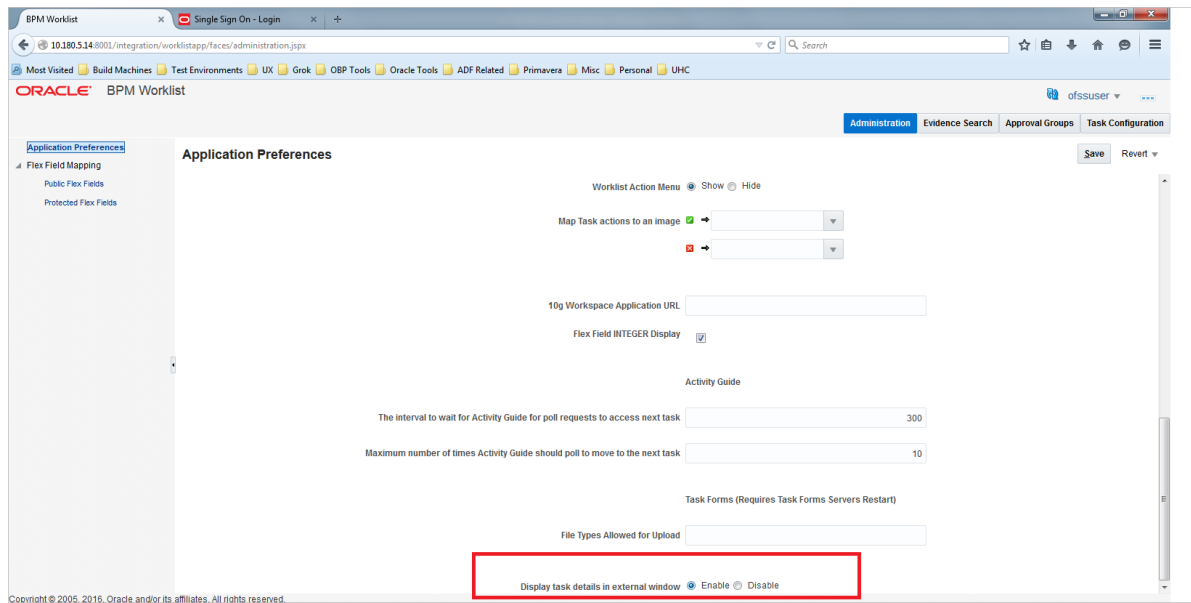 BPM Worklist × Single Sign On - Login × +
10.180.5.14:8001/integration/worklistapp/faces/administration.jspx Search
Most Visited Build Machines Test Environments UX Grok OBP Tools Oracle Tools ADF Related Primavera Misc Personal UHC
ORACLE BPM Worklist ofssuser
Administration Evidence Search Approval Groups Task Configuration
Application Preferences
Flex Field Mapping
Public Flex Fields
Protected Flex Fields
Application Preferences Save Revert
Worklist Action Menu Show Hide
Map Task actions to an image
10g Workspace Application URL
Flex Field INTEGER Display
Activity Guide
The interval to wait for Activity Guide for poll requests to access next task 300
Maximum number of times Activity Guide should poll to move to the next task 10
Task Forms (Requires Task Forms Servers Restart)
File Types Allowed for Upload
Display task details in external window Enable Disable
Copyright © 2005, 2016, Oracle and/or its affiliates. All rights reserved.